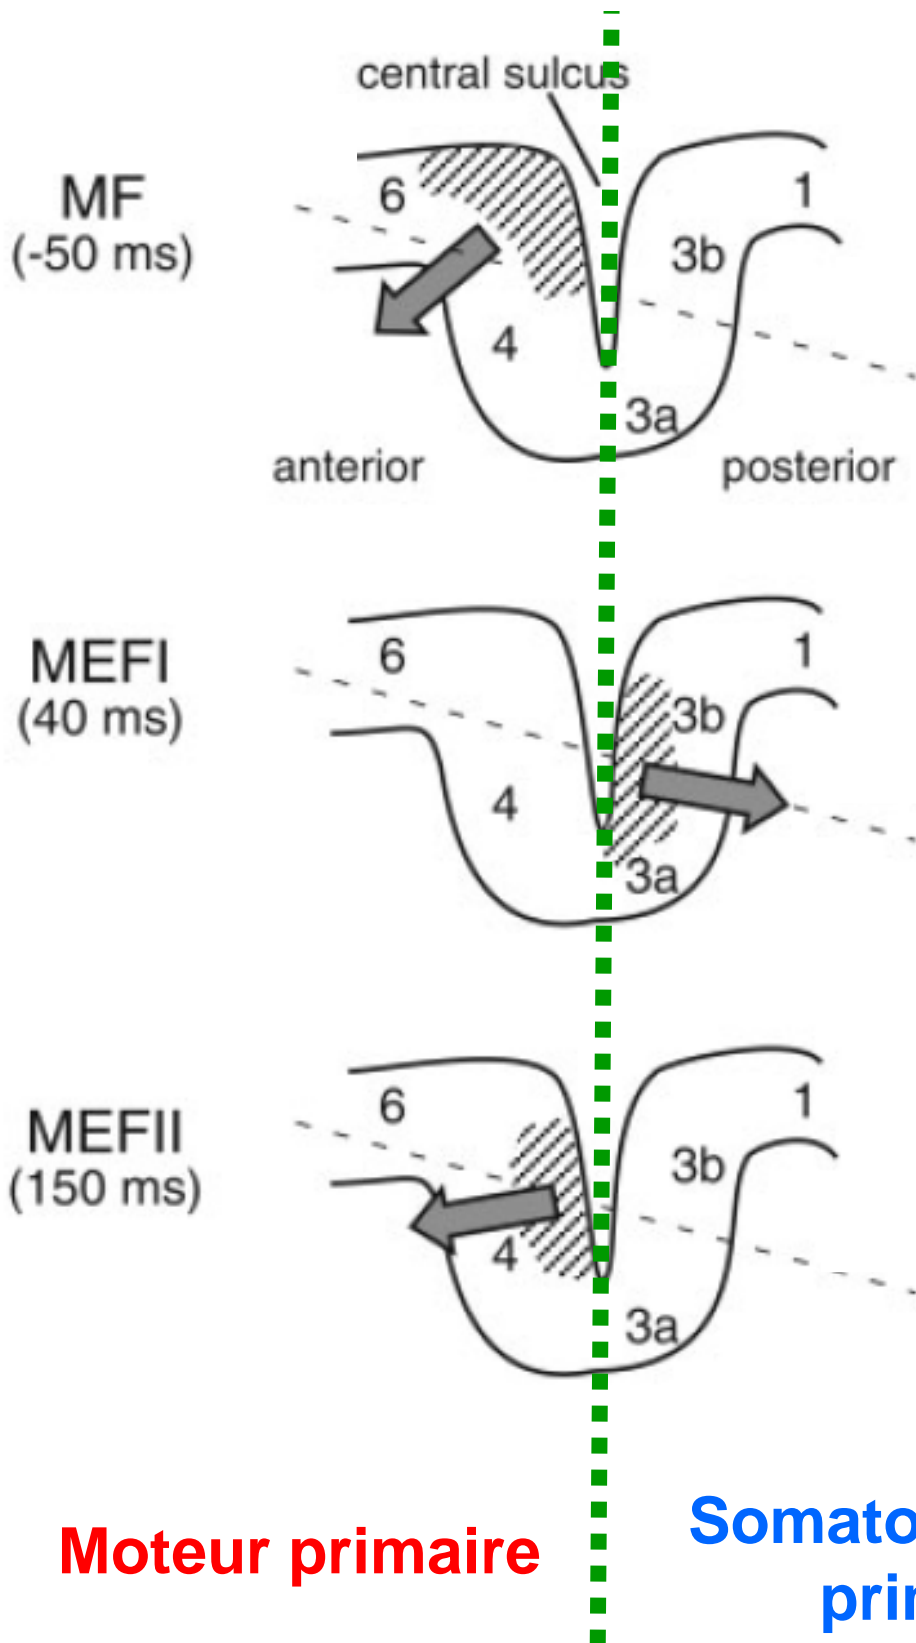 central sulcus
MF
(-50 ms)
6
1
3b
4
3a
anterior
posterior
MEFI
(40 ms)
6
1
3b
4
3a
MEFII
(150 ms)
6
1
3b
4
3a
Moteur primaire